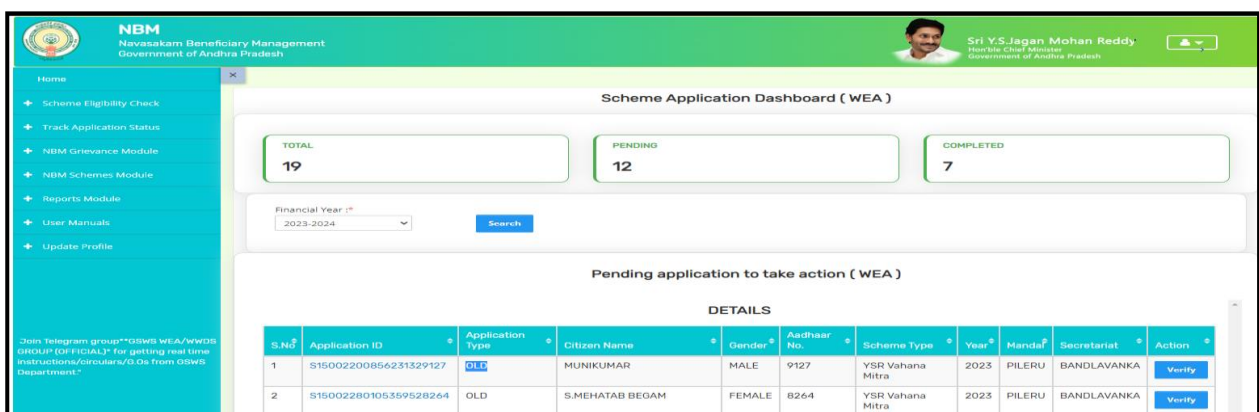 NBM
Navasakam Beneficiary Management
Government of Andhra Pradesh
Sri Y.S.Jagan Mohan Reddy
Hon'ble Chief Minister
Government of Andhra Pradesh
Home
×
Scheme Eligibility Check
Track Application Status
NBM Grievance Module
NBM Schemes Module
Reports Module
User Manuals
Update Profile
Join Telegram group""GSWS WEA/WWDS
GROUP (OFFICIAL)" for getting real time
instructions/circulars/G.Os from GSWS
Department."
Scheme Application Dashboard ( WEA )
TOTAL
19
PENDING
12
COMPLETED
7
Financial Year :*
2023-2024
Search
Pending application to take action ( WEA )
DETAILS
S.No Application ID Application Type Citizen Name Gender Aadhaar No. Scheme Type Year Mandal Secretariat Action
1 S15002200856231329127 OLD MUNIKUMAR MALE 9127 YSR Vahana Mitra 2023 PILERU BANDLAVANKA Verify
2 S15002280105359528264 OLD S.MEHATAB BEGAM FEMALE 8264 YSR Vahana Mitra 2023 PILERU BANDLAVANKA Verify